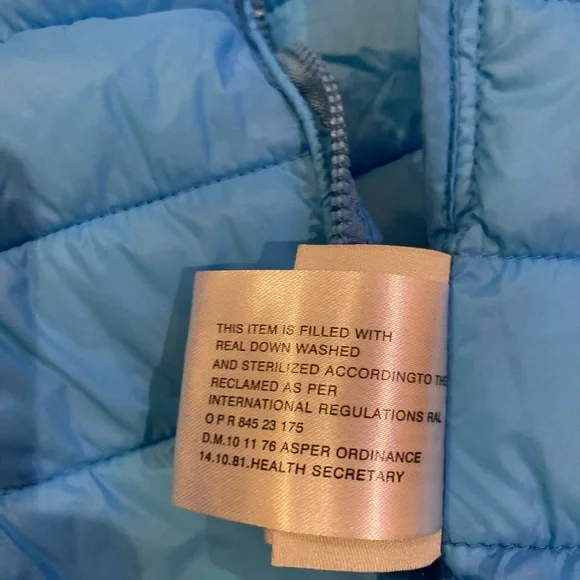 THIS ITEM IS FILLED WITH
REAL DOWN WASHED
AND STERILIZED ACCORDINGTO THE
RECLAMED AS PER
INTERNATIONAL REGULATIONS RAL
O P R 845 23 175
D.M.10 11 76 ASPER ORDINANCE
14.10.81.HEALTH SECRETARY